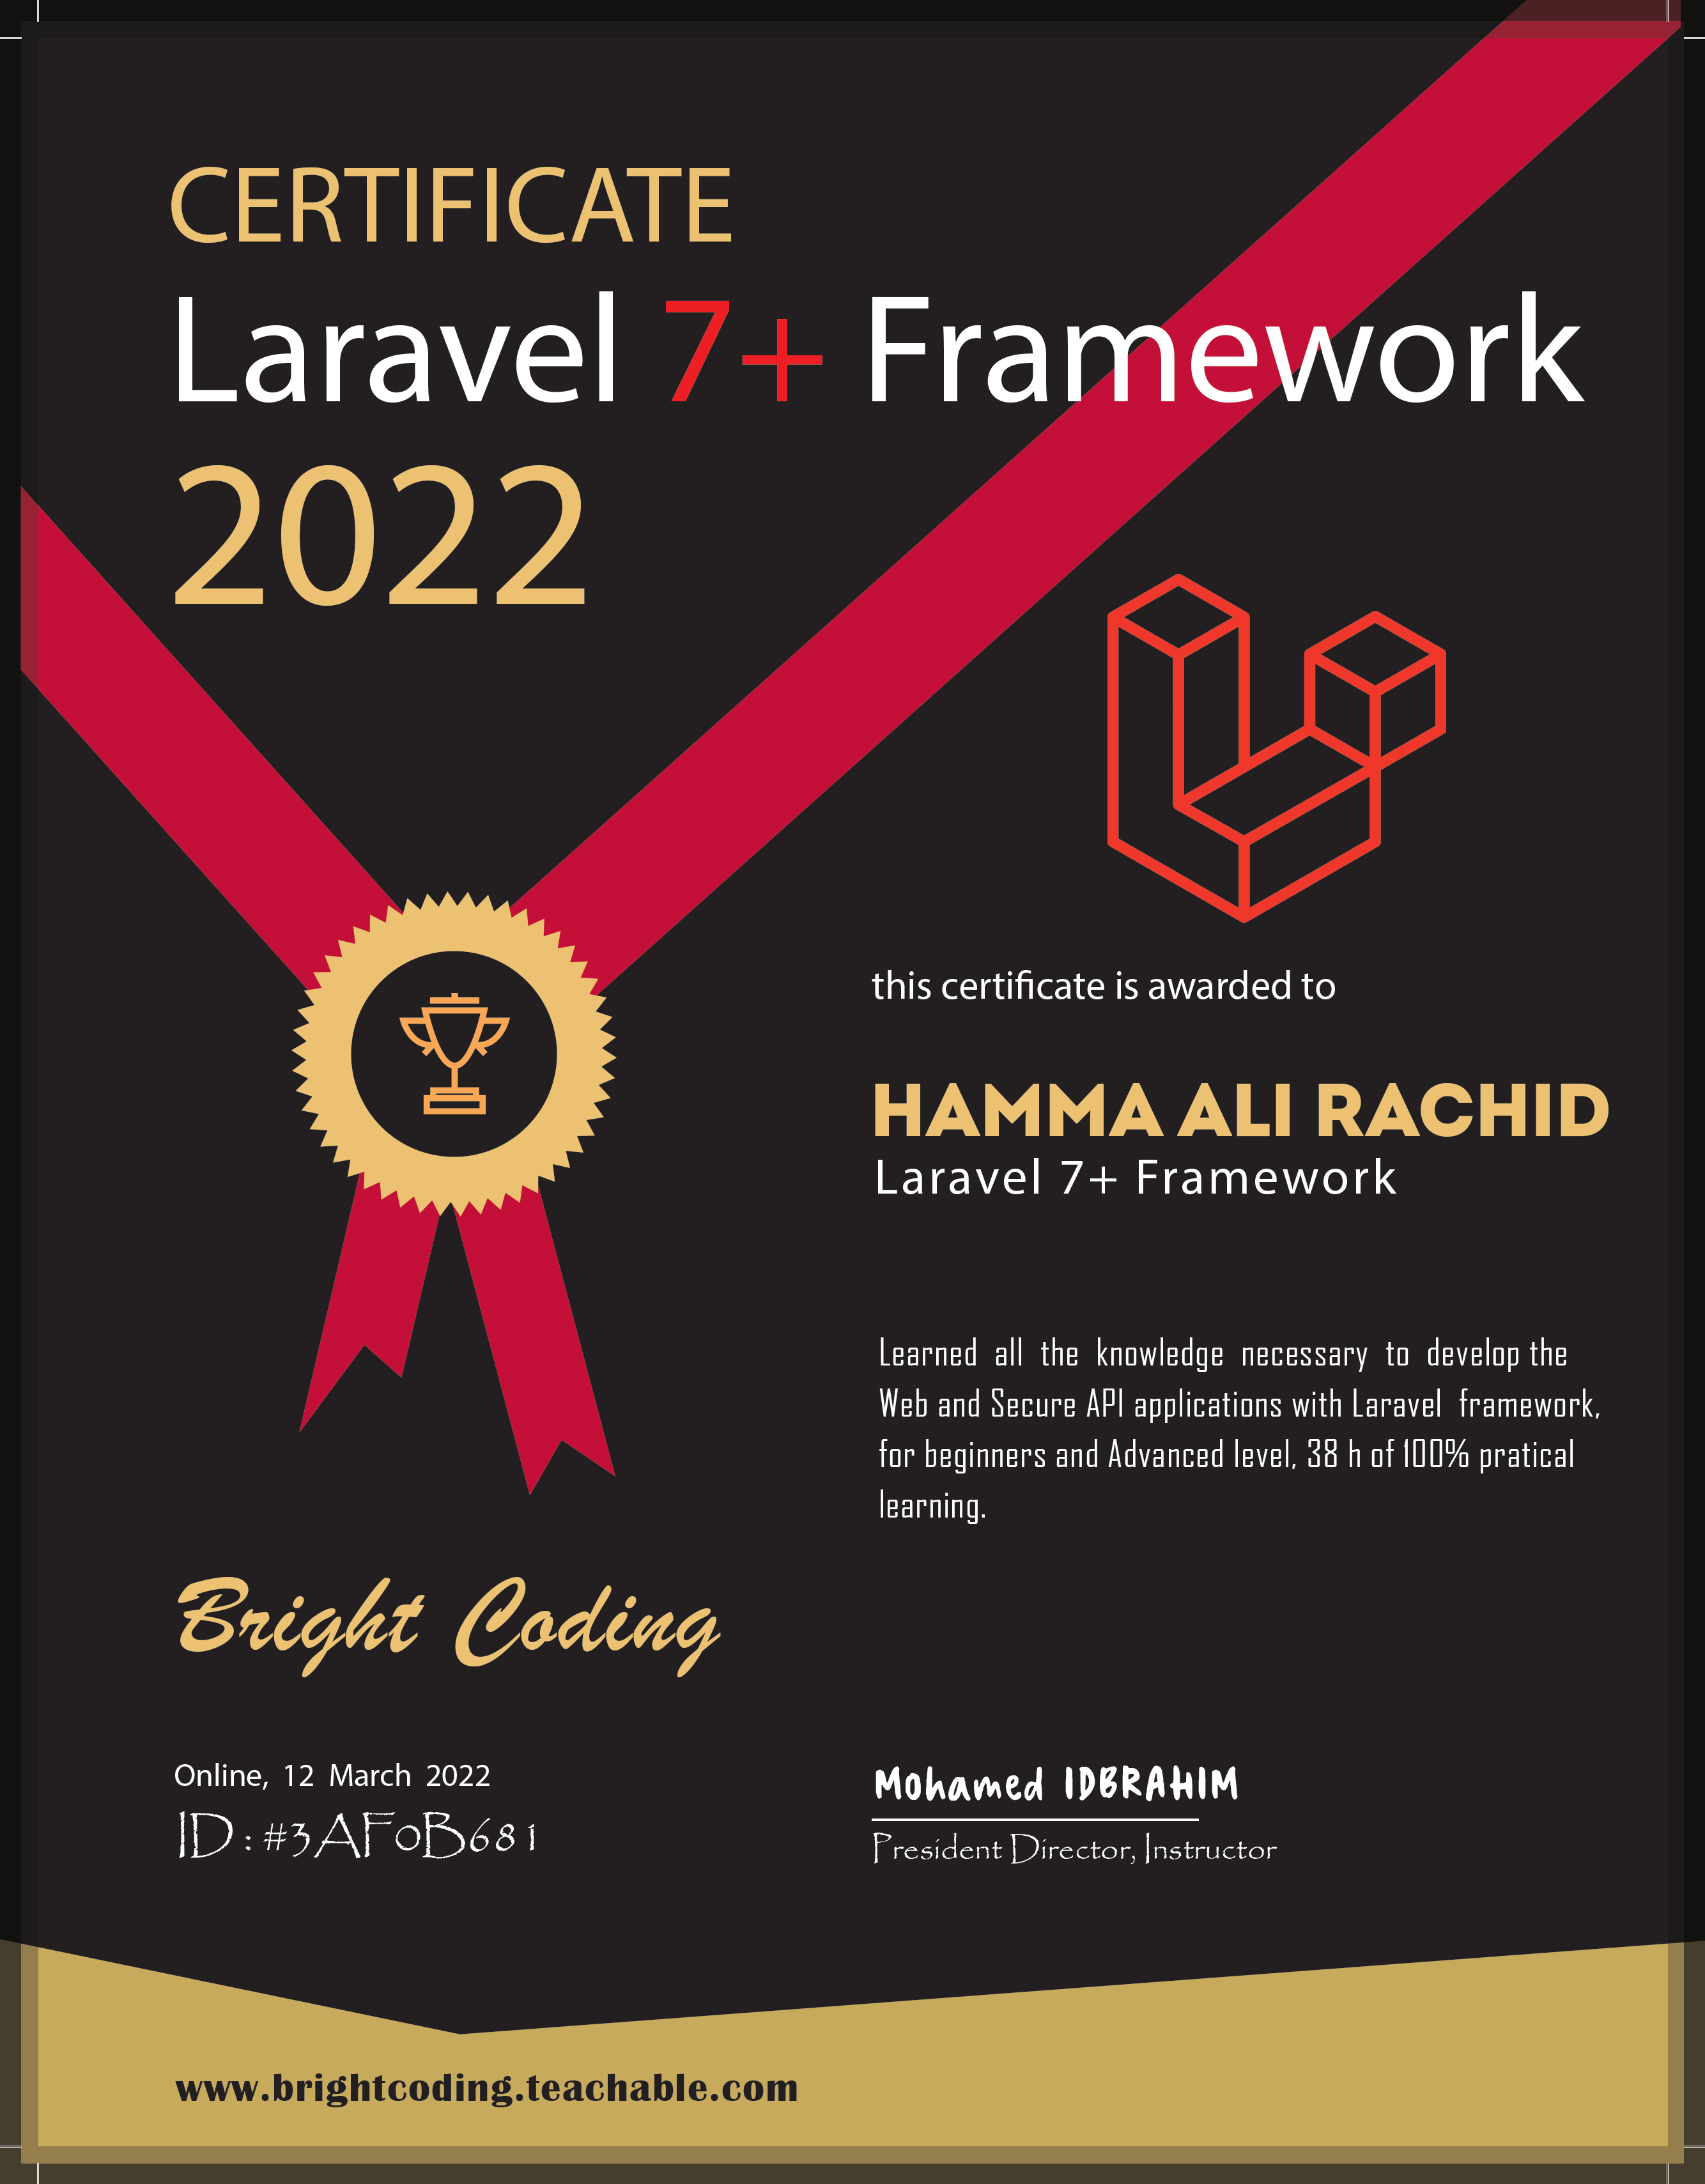 CERTIFICATE
Laravel 7+ Framework
2022
this certificate is awarded to
HAMMA ALI RACHID
Laravel 7+ Framework
Learned all the knowledge necessary to develop the
Web and Secure API applications with Laravel framework,
for beginners and Advanced level, 38 h of 100% pratical
learning.
Bright Coding
Online, 12 March 2022
ID : #3AF0B681
Mohamed IDBRAHIM
President Director, Instructor
www.brightcoding.teachable.com